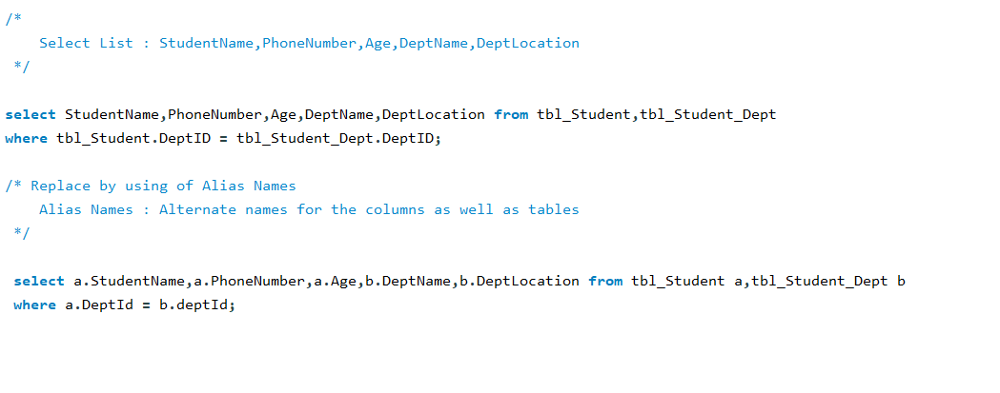 /*
    Select List : StudentName,PhoneNumber,Age,DeptName,DeptLocation
 */
select StudentName,PhoneNumber,Age,DeptName,DeptLocation from tbl_Student,tbl_Student_Dept
where tbl_Student.DeptID = tbl_Student_Dept.DeptID;
/* Replace by using of Alias Names
    Alias Names : Alternate names for the columns as well as tables
 */
 select a.StudentName,a.PhoneNumber,a.Age,b.DeptName,b.DeptLocation from tbl_Student a,tbl_Student_Dept b
 where a.DeptId = b.deptId;